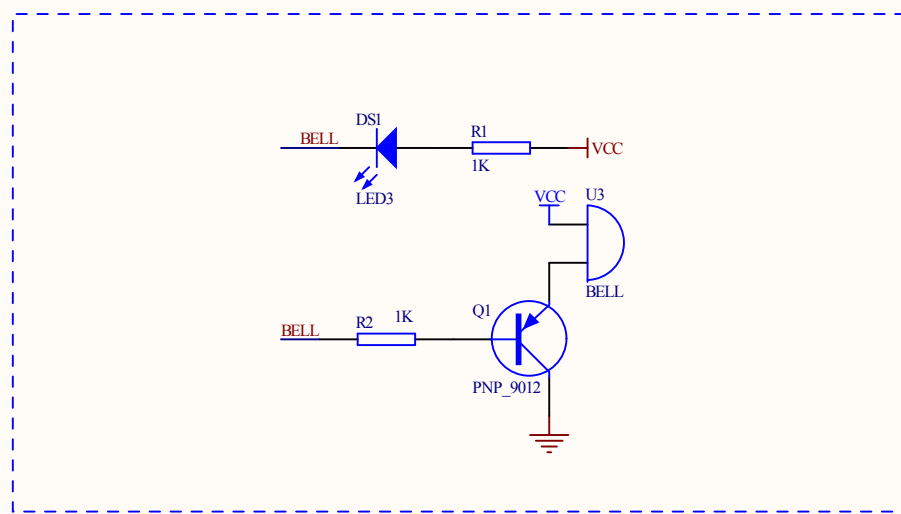 DS1
BELL
R1
VCC
1K
LED3
VCC
U3
BELL
Q1
1K
R2
BELL
PNP_9012